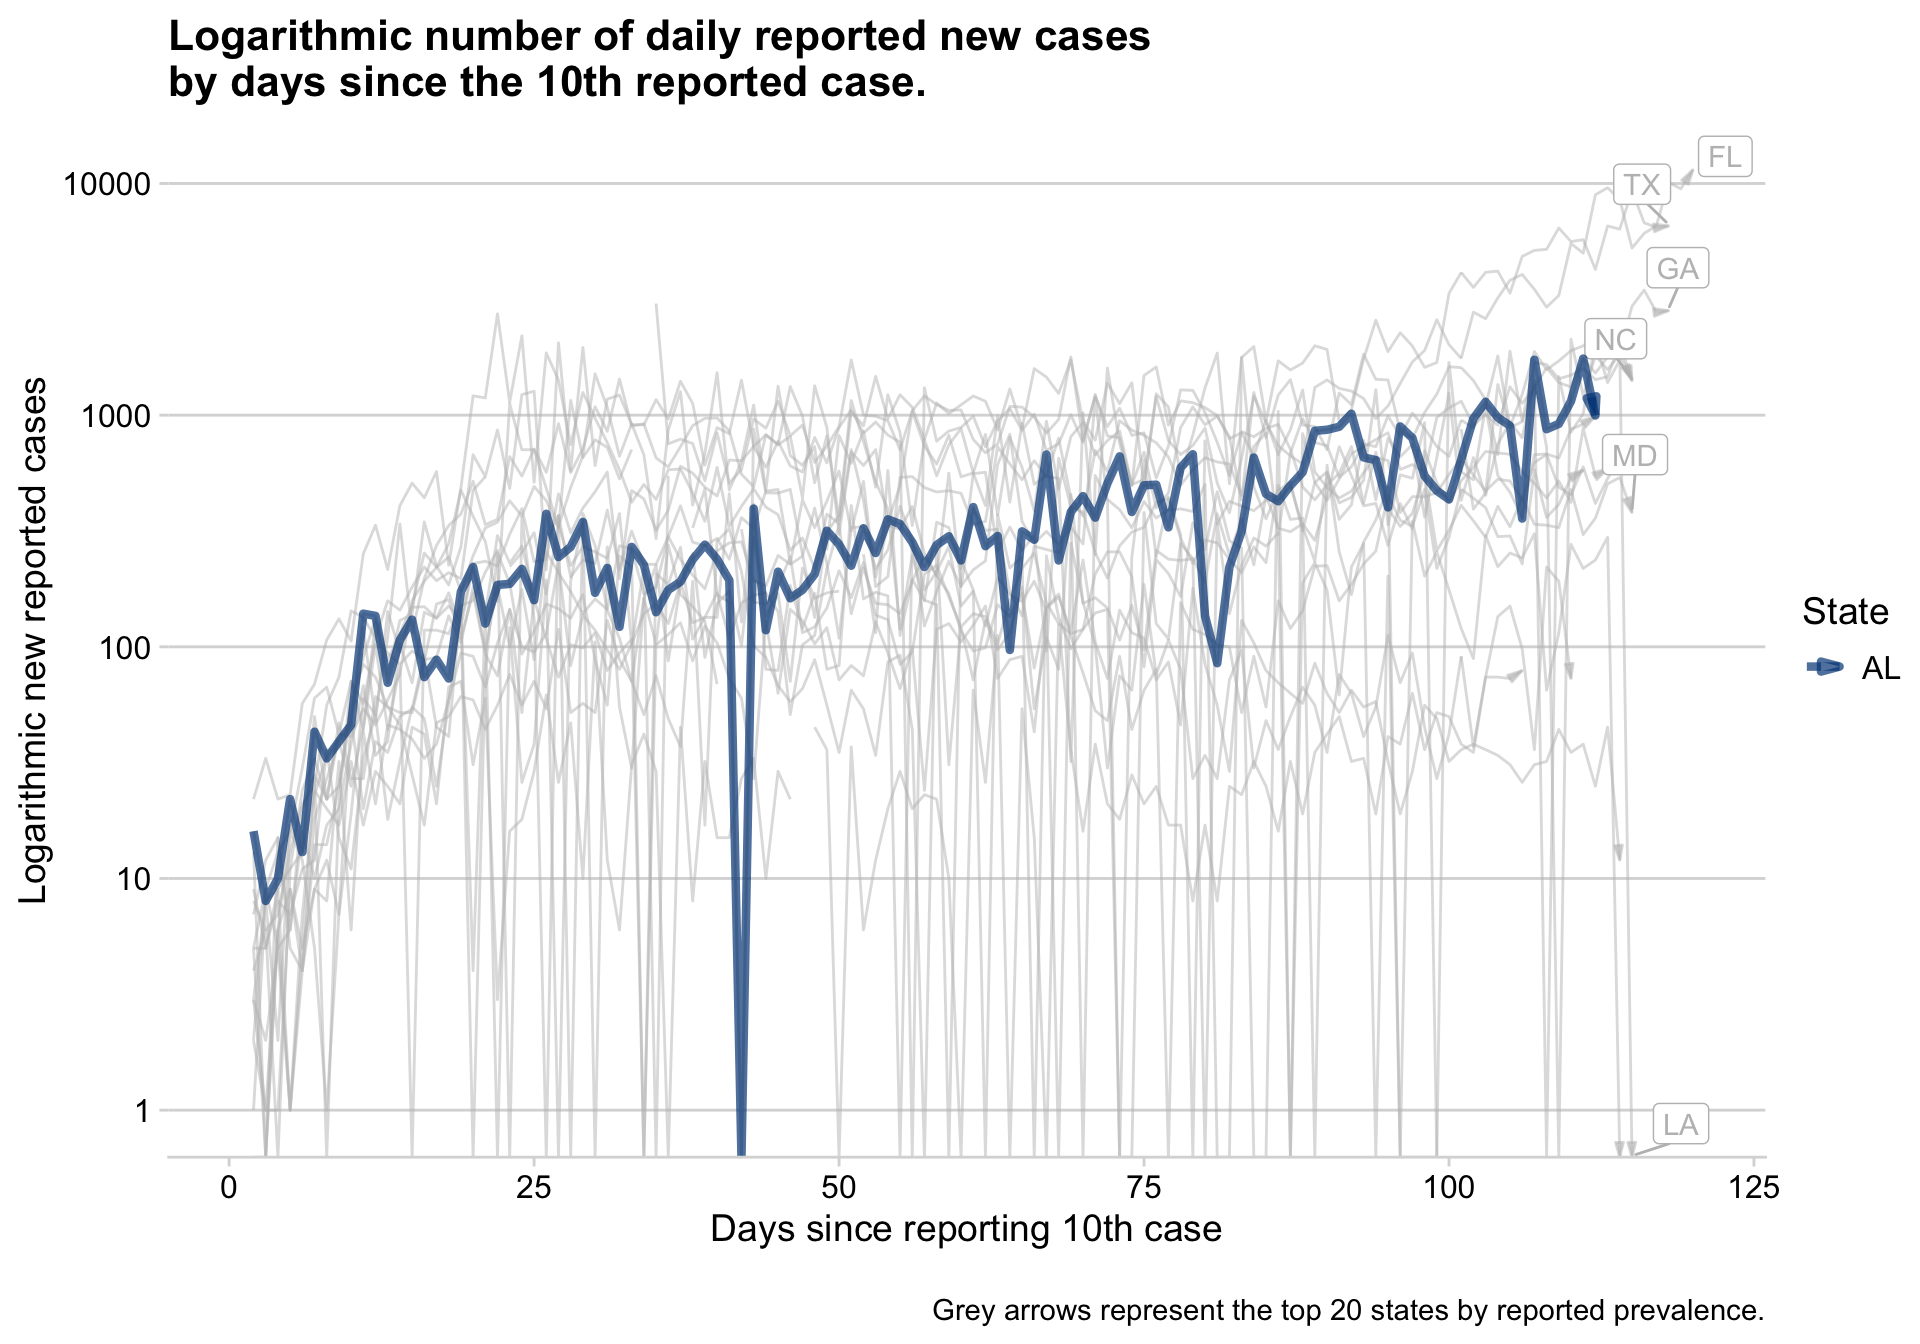 Logarithmic number of daily reported new cases
by days since the 10th reported case.
FL
10000
TX
GA
NC
1000
MD
State
AL
100
10
1
LA
0 25 50 75 100 125
Logarithmic new reported cases
Days since reporting 10th case
Grey arrows represent the top 20 states by reported prevalence.